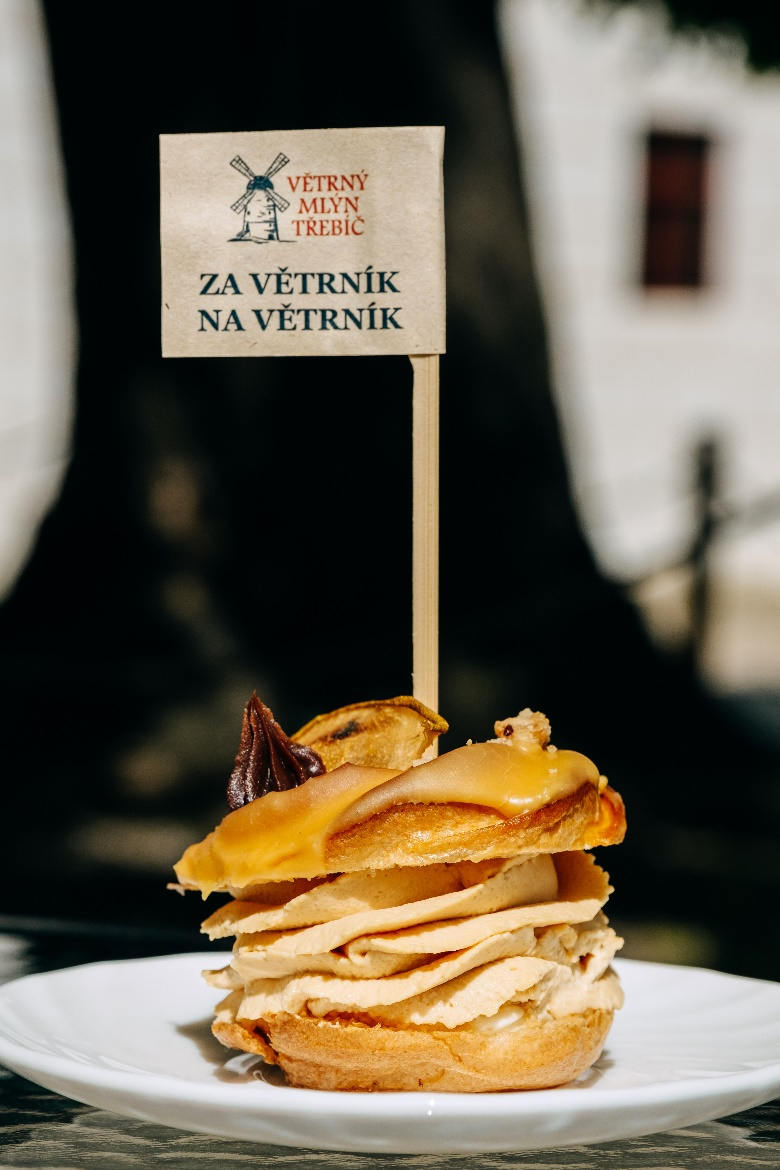 VĚTRNÝ
MLÝN
TŘEBÍČ
ZA VĚTRNÍK
NA VĚTRNÍK